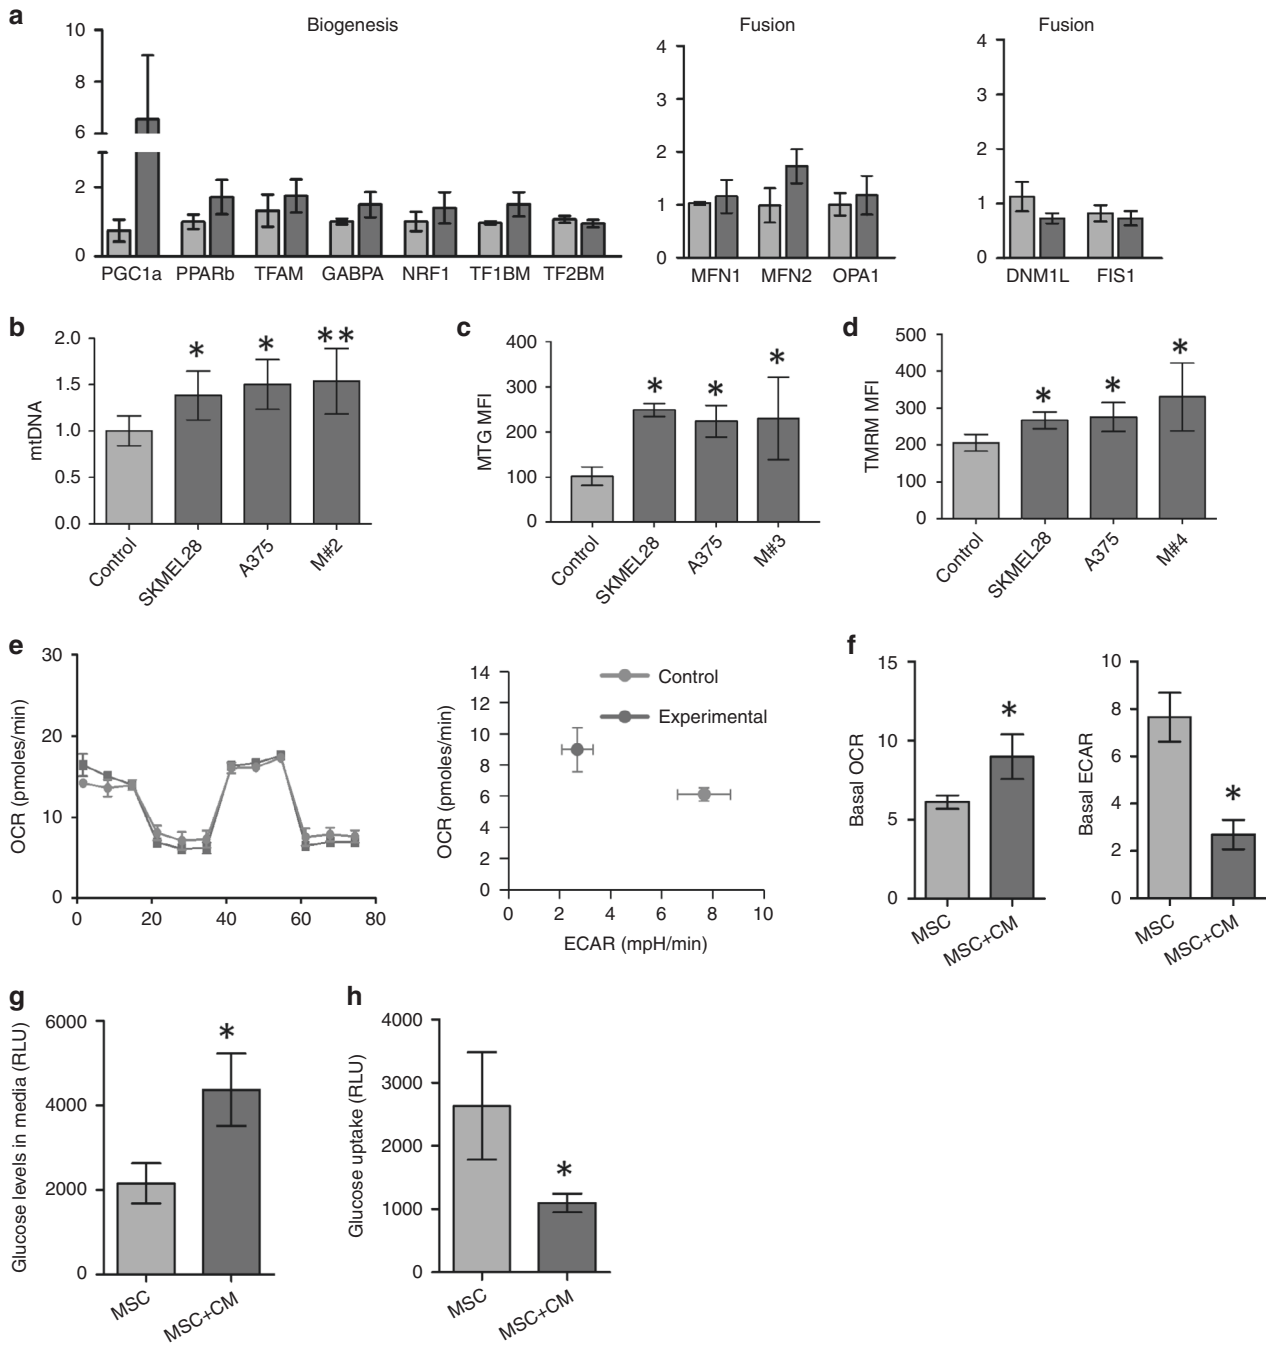 a
Biogenesis
Fusion
Fusion
10
8
6
2
0
4
3
2
1
0
4
3
2
1
0
PGC1a PPARb TFAM GABPA NRF1 TF1BM TF2BM
MFN1 MFN2 OPA1
DNM1L FIS1
b
mtDNA
2.0
1.5
1.0
0.5
0.0
* * **
Control SKMEL28 A375 M#2
c
MTG MFI
400
300
200
100
0
* * *
Control SKMEL28 A375 M#3
d
TMRM MFI
500
400
300
200
100
0
* * *
Control SKMEL28 A375 M#4
e
OCR (pmoles/min)
30
20
10
0
0 20 40 60 80
OCR (pmoles/min)
14
12
10
8
6
4
2
0
0 2 4 6 8 10
ECAR (mpH/min)
Control
Experimental
f
Basal OCR
15
10
5
0
*
MSC MSC+CM
Basal ECAR
10
8
6
4
2
0
*
MSC MSC+CM
g
Glucose levels in media (RLU)
6000
4000
2000
0
*
MSC MSC+CM
h
Glucose uptake (RLU)
4000
3000
2000
1000
0
*
MSC MSC+CM